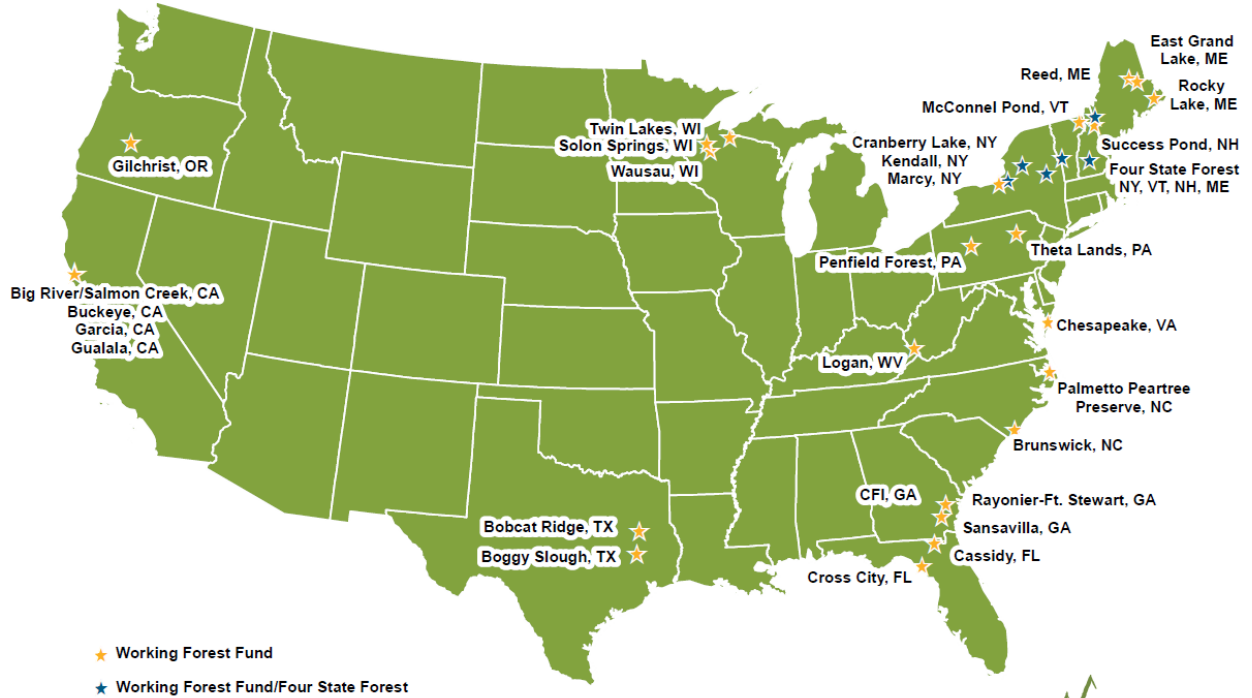 East Grand
Lake, ME
Reed, ME
Rocky
Lake, ME
McConnel Pond, VT
Twin Lakes, WI
Solon Springs, WI
Wausau, WI
Cranberry Lake, NY
Kendall, NY
Marcy, NY
Success Pond, NH
Four State Forest
NY, VT, NH, ME
Gilchrist, OR
Theta Lands, PA
Penfield Forest, PA
Big River/Salmon Creek, CA
Buckeye, CA
Garcia, CA
Gualala, CA
Chesapeake, VA
Logan, WV
Palmetto Peartree
Preserve, NC
Brunswick, NC
CFI, GA
Rayonier-Ft. Stewart, GA
Sansavilla, GA
Bobcat Ridge, TX
Boggy Slough, TX
Cassidy, FL
Cross City, FL
Working Forest Fund
Working Forest Fund/Four State Forest